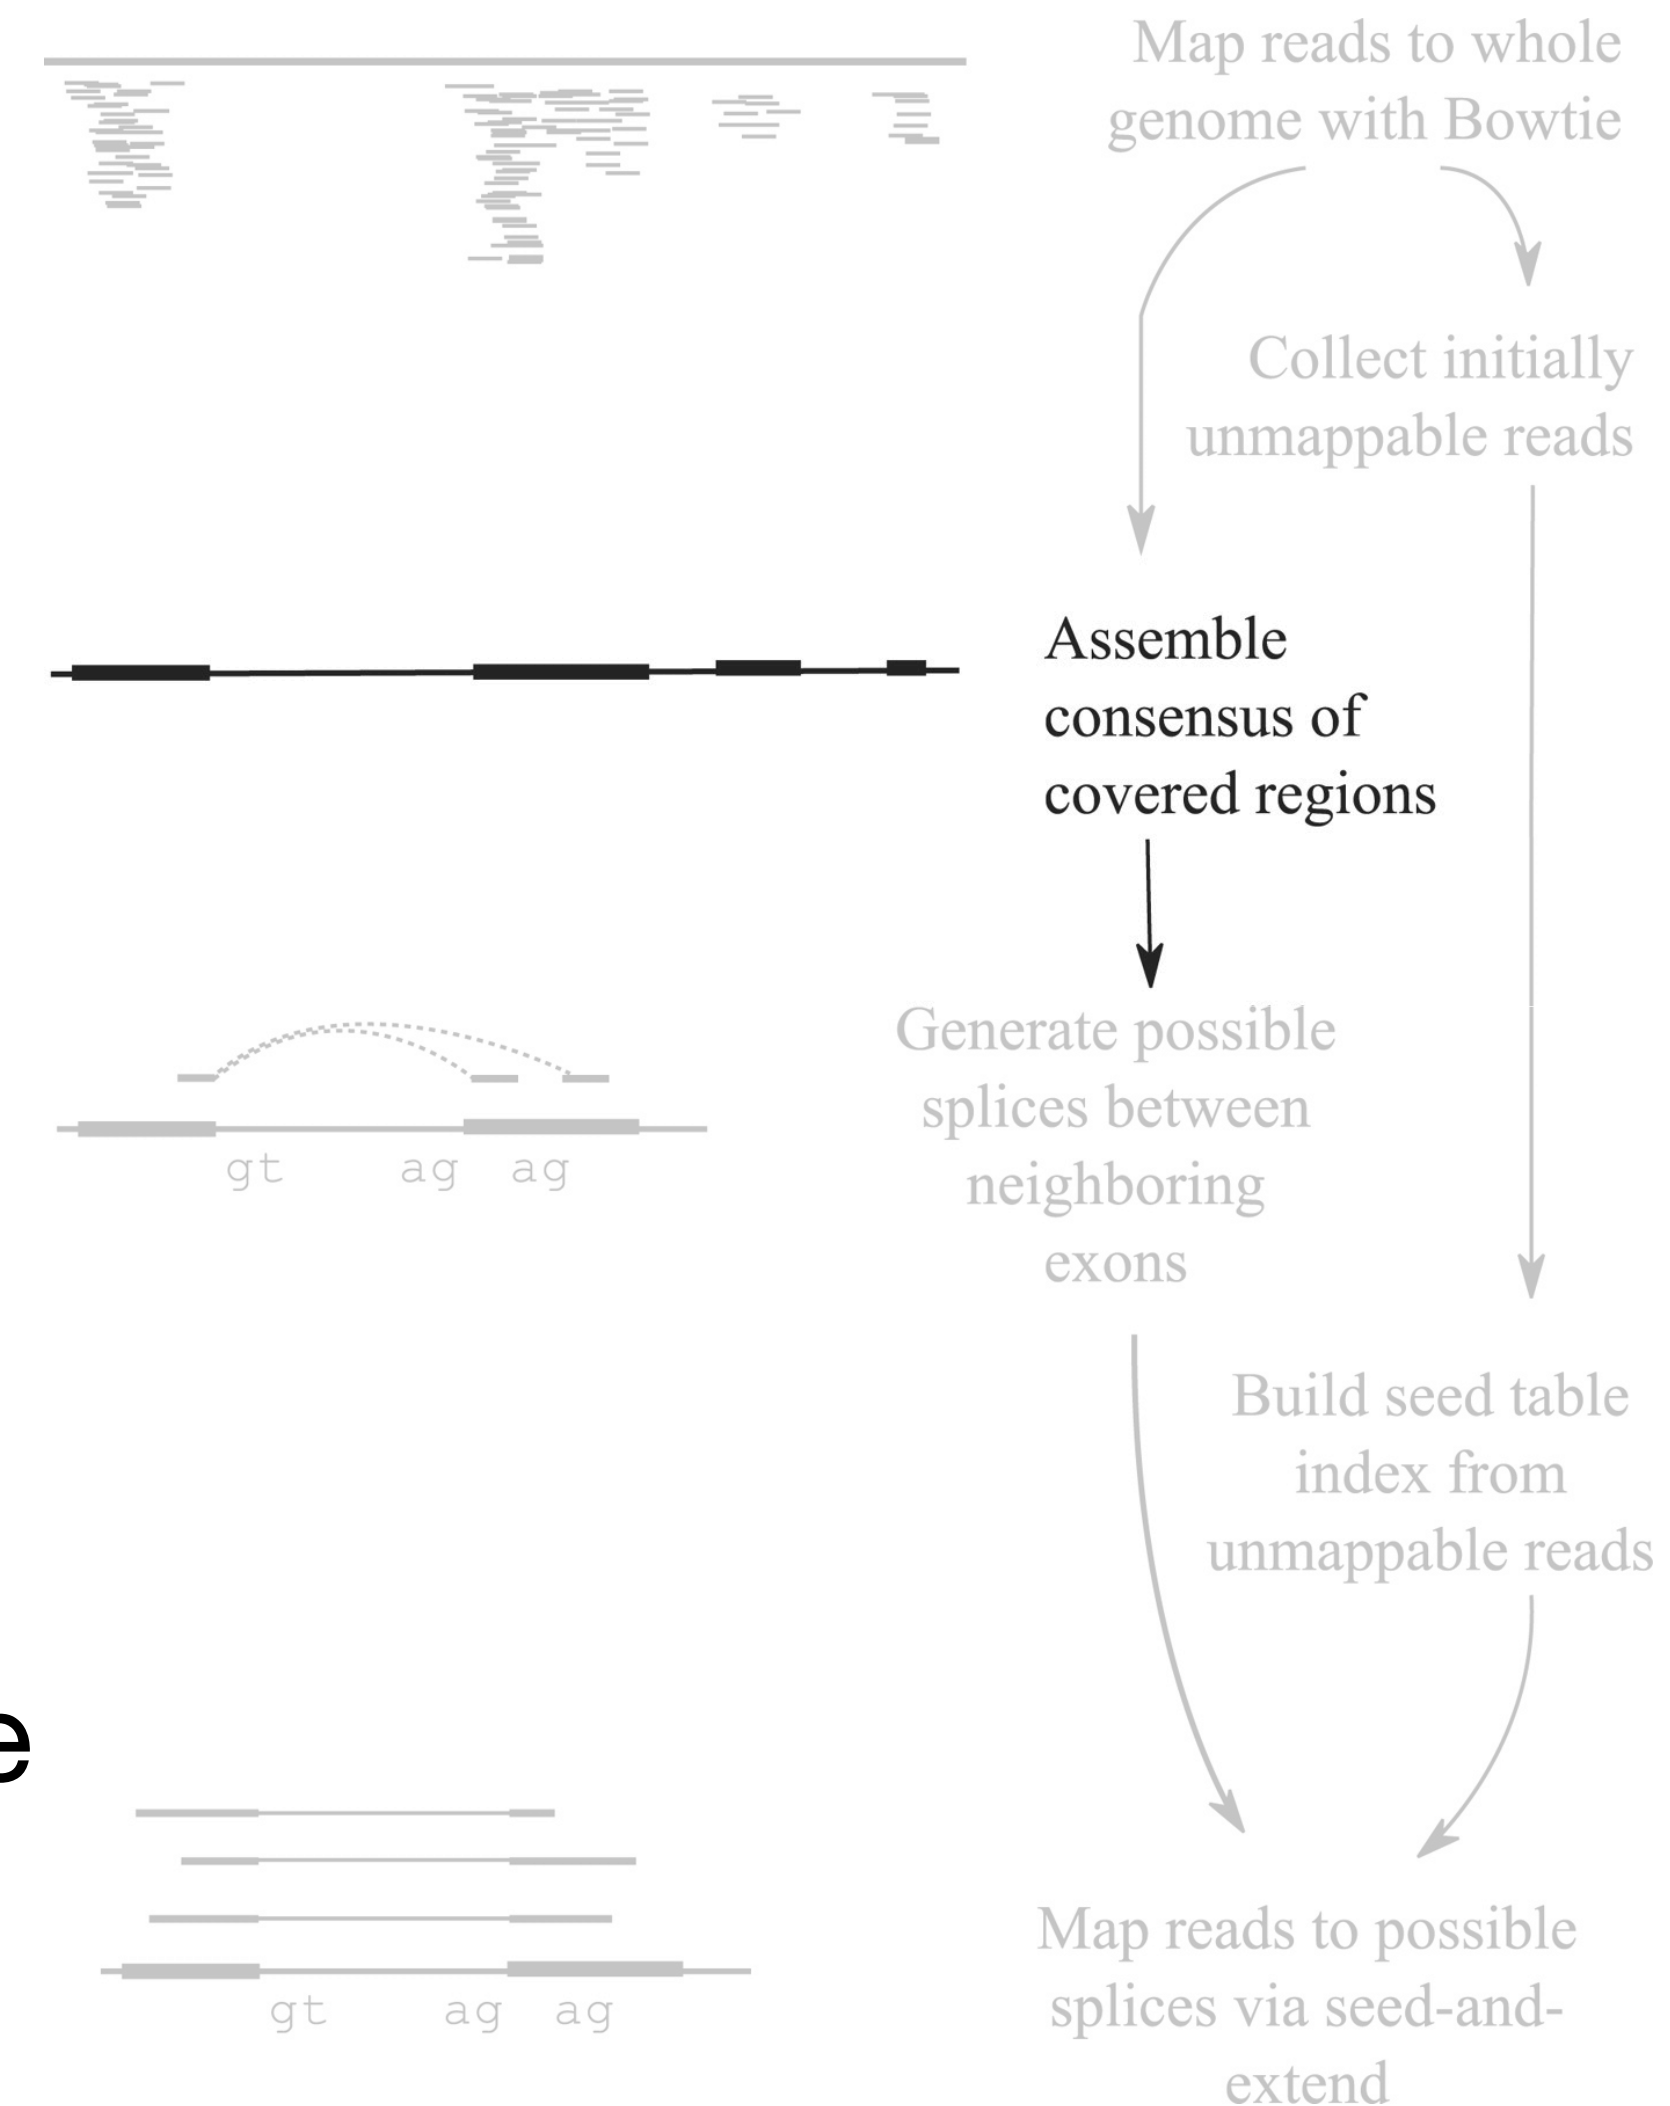 Map reads to whole
genome with Bowtie
Collect initially
unmappable reads
Assemble
consensus of
covered regions
Generate possible
splices between
neighboring
exons
gt ag ag
Build seed table
index from
unmappable reads
e
Map reads to possible
splices via seed-and-
extend
gt ag ag